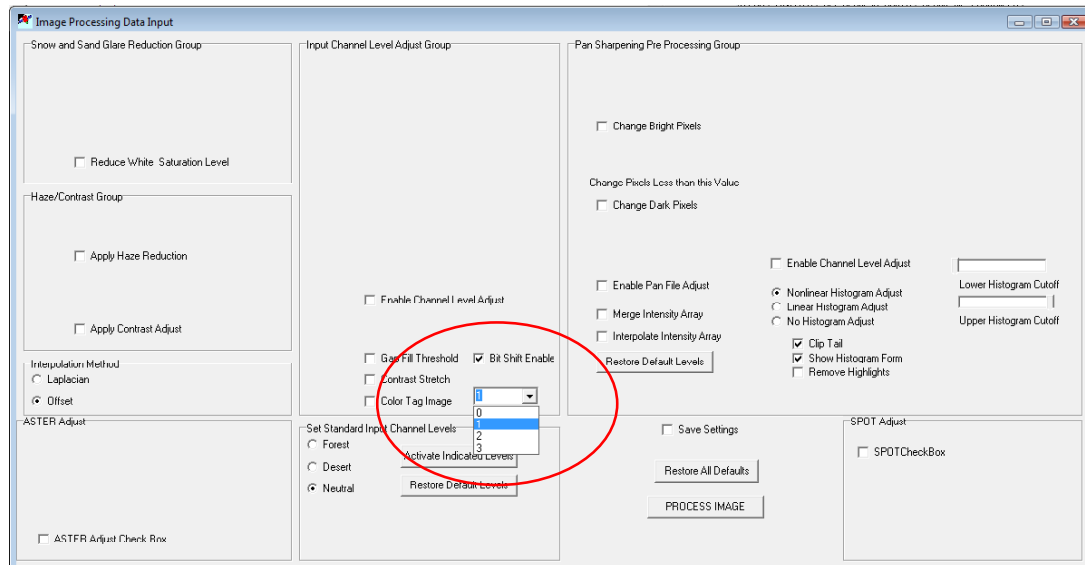 Image Processing Data Input
Snow and Sand Glare Reduction Group
Reduce White Saturation Level
Haze/Contrast Group
Apply Haze Reduction
Apply Contrast Adjust
Interpolation Method
Laplacian
Offset
ASTER Adjust
ASTER Adjust Check Box
Input Channel Level Adjust Group
Enable Channel Level Adjust
Gap Fill Threshold
Bit Shift Enable
Contrast Stretch
Color Tag Image
1
0
1
2
3
Set Standard Input Channel Levels
Forest
Desert
Neutral
Activate Indicated Levels
Restore Default Levels
Pan Sharpening Pre Processing Group
Change Bright Pixels
Change Pixels Less than this Value
Change Dark Pixels
Enable Pan File Adjust
Merge Intensity Array
Interpolate Intensity Array
Restore Default Levels
Enable Channel Level Adjust
Nonlinear Histogram Adjust
Linear Histogram Adjust
No Histogram Adjust
Clip Tail
Show Histogram Form
Remove Highlights
Lower Histogram Cutoff
Upper Histogram Cutoff
Save Settings
Restore All Defaults
PROCESS IMAGE
SPOT Adjust
SPOTCheckBox